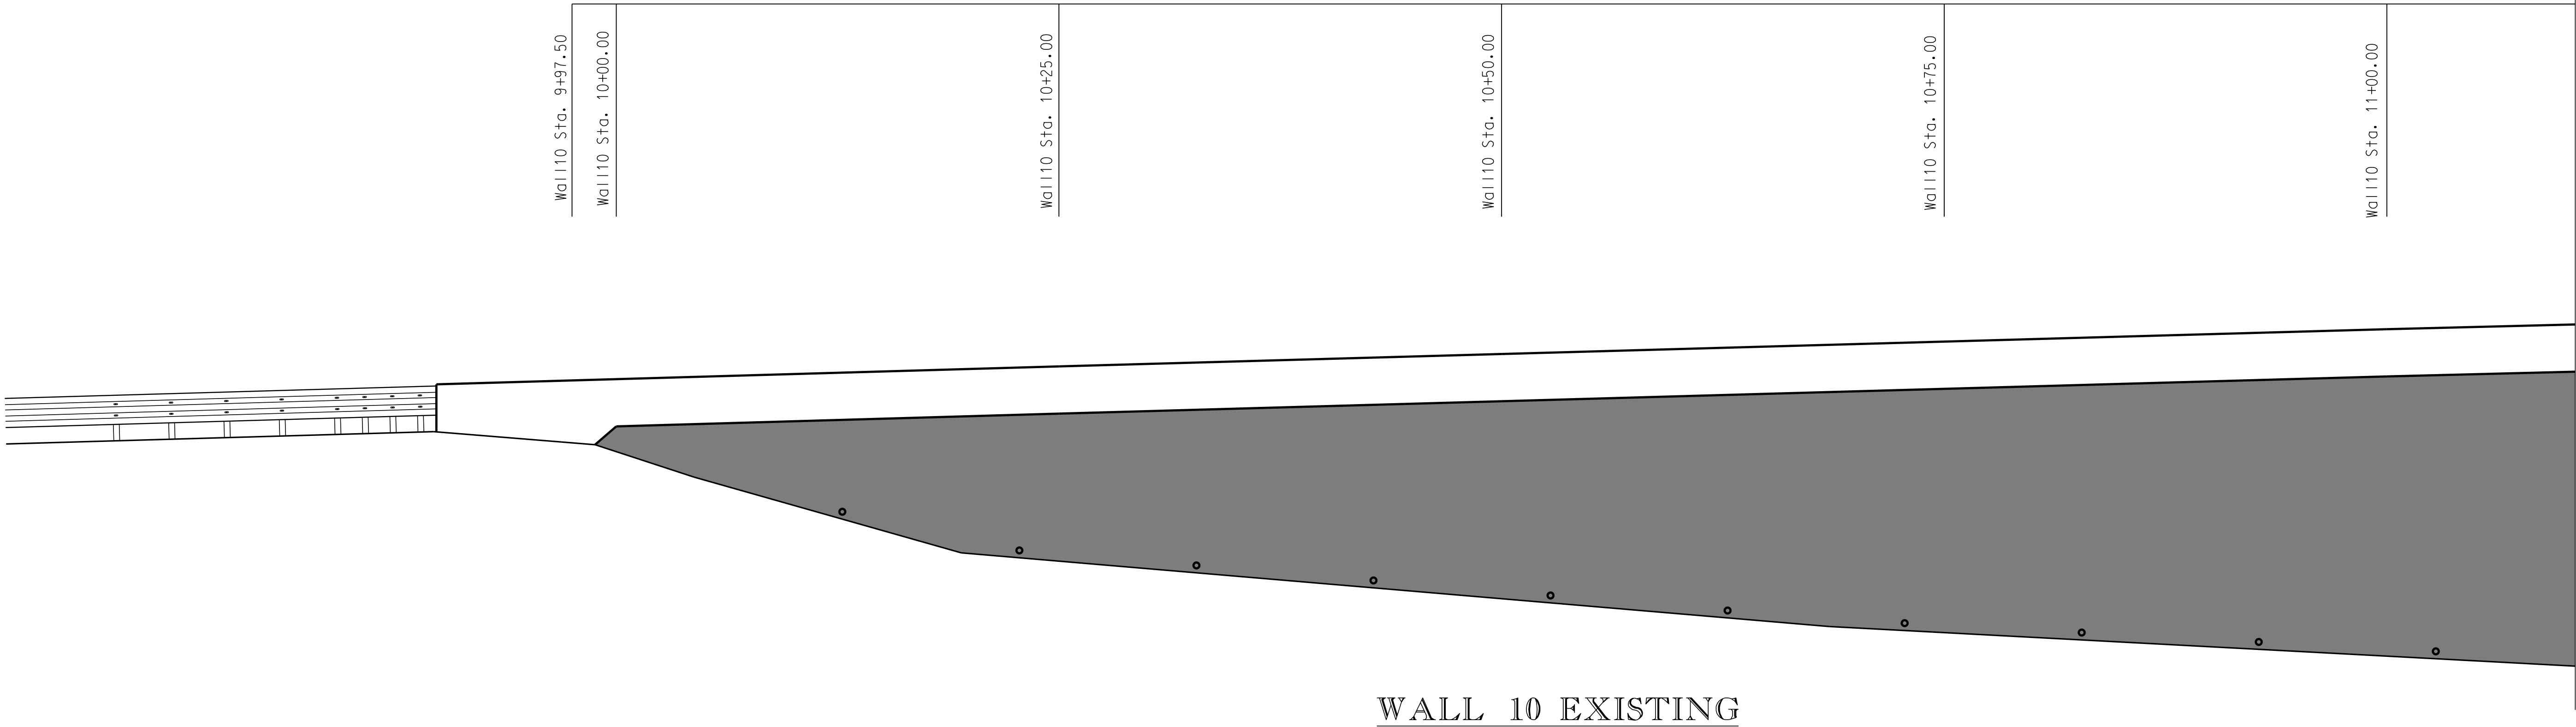 Wall10 Sta. 9+97.50
Wall10 Sta. 10+00.00
Wall10 Sta. 10+25.00
Wall10 Sta. 10+50.00
Wall10 Sta. 10+75.00
Wall10 Sta. 11+00.00
WALL 10 EXISTING